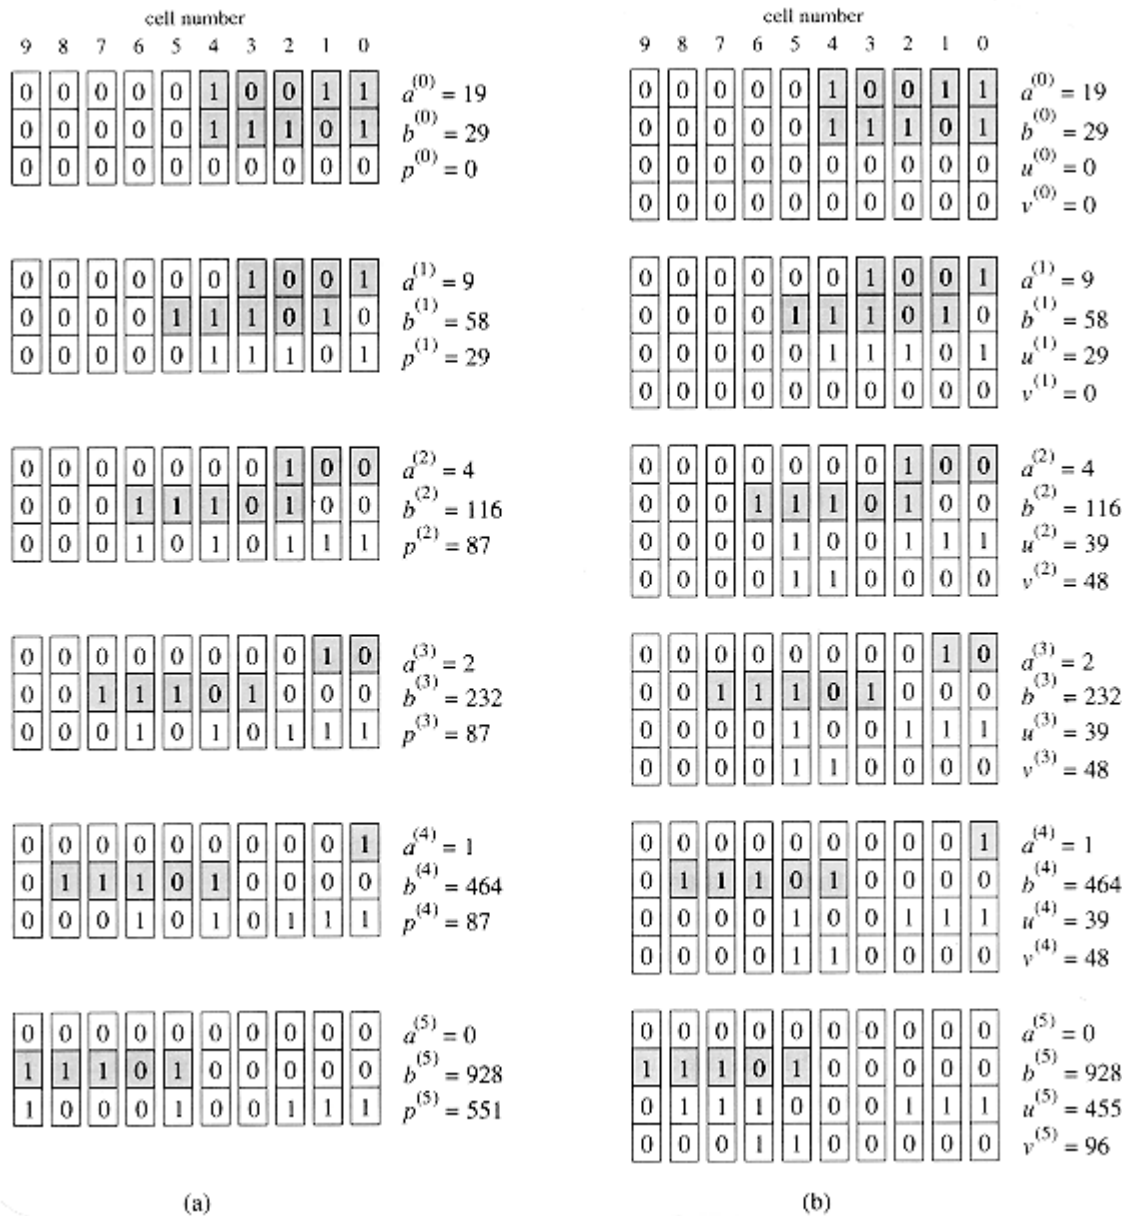 cell number
9 8 7 6 5 4 3 2 1 0
0 0 0 0 0 1 0 0 1 1 a^(0) = 19
0 0 0 0 0 1 1 1 0 1 b^(0) = 29
0 0 0 0 0 0 0 0 0 0 p^(0) = 0
0 0 0 0 0 0 1 0 0 1 a^(1) = 9
0 0 0 0 1 1 1 0 1 0 b^(1) = 58
0 0 0 0 0 1 1 1 0 1 p^(1) = 29
0 0 0 0 0 0 0 1 0 0 a^(2) = 4
0 0 0 1 1 1 0 1 0 0 b^(2) = 116
0 0 0 1 0 1 0 1 1 1 p^(2) = 87
0 0 0 0 0 0 0 0 1 0 a^(3) = 2
0 0 1 1 1 0 1 0 0 0 b^(3) = 232
0 0 0 1 0 1 0 1 1 1 p^(3) = 87
0 0 0 0 0 0 0 0 0 1 a^(4) = 1
0 1 1 1 0 1 0 0 0 0 b^(4) = 464
0 0 0 1 0 1 0 1 1 1 p^(4) = 87
0 0 0 0 0 0 0 0 0 0 a^(5) = 0
1 1 1 0 1 0 0 0 0 0 b^(5) = 928
1 0 0 0 1 0 0 1 1 1 p^(5) = 551
(a)
cell number
9 8 7 6 5 4 3 2 1 0
0 0 0 0 0 1 0 0 1 1 a^(0) = 19
0 0 0 0 0 1 1 1 0 1 b^(0) = 29
0 0 0 0 0 0 0 0 0 0 u^(0) = 0
0 0 0 0 0 0 0 0 0 0 v^(0) = 0
0 0 0 0 0 0 1 0 0 1 a^(1) = 9
0 0 0 0 1 1 1 0 1 0 b^(1) = 58
0 0 0 0 0 1 1 1 0 1 u^(1) = 29
0 0 0 0 0 0 0 0 0 0 v^(1) = 0
0 0 0 0 0 0 0 1 0 0 a^(2) = 4
0 0 0 1 1 1 0 1 0 0 b^(2) = 116
0 0 0 0 1 0 0 1 1 1 u^(2) = 39
0 0 0 0 1 1 0 0 0 0 v^(2) = 48
0 0 0 0 0 0 0 0 1 0 a^(3) = 2
0 0 1 1 1 0 1 0 0 0 b^(3) = 232
0 0 0 0 1 0 0 1 1 1 u^(3) = 39
0 0 0 0 1 1 0 0 0 0 v^(3) = 48
0 0 0 0 0 0 0 0 0 1 a^(4) = 1
0 1 1 1 0 1 0 0 0 0 b^(4) = 464
0 0 0 0 1 0 0 1 1 1 u^(4) = 39
0 0 0 0 1 1 0 0 0 0 v^(4) = 48
0 0 0 0 0 0 0 0 0 0 a^(5) = 0
1 1 1 0 1 0 0 0 0 0 b^(5) = 928
0 1 1 1 0 0 0 1 1 1 u^(5) = 455
0 0 0 1 1 0 0 0 0 0 v^(5) = 96
(b)